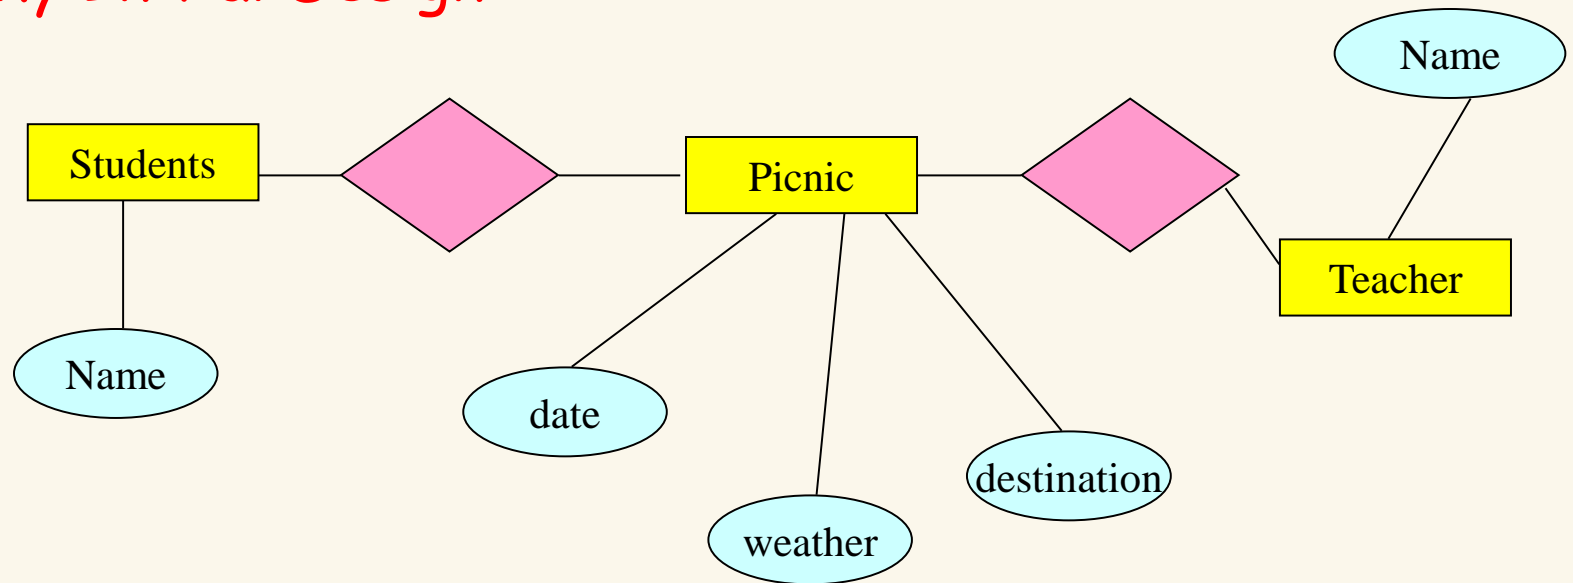 Name
Students
Picnic
Teacher
Name
date
destination
weather